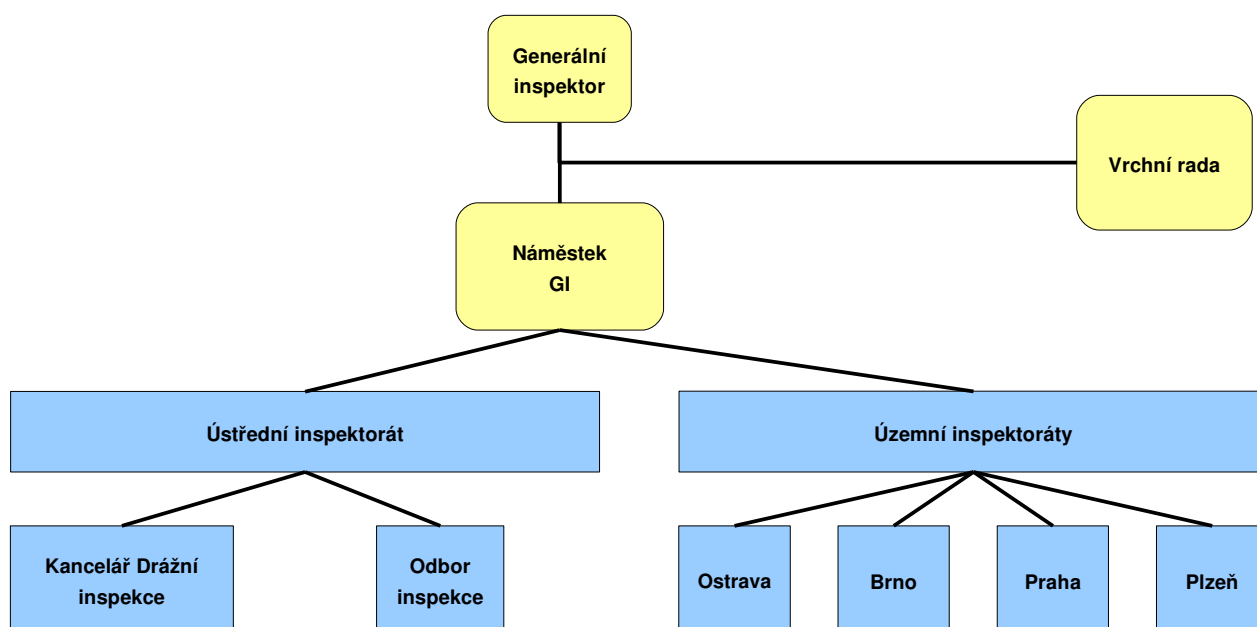 Generální
inspektor
Vrchní rada
Náměstek
GI
Ústřední inspektorát
Územní inspektoráty
Kancelář Drážní
inspekce
Odbor
inspekce
Ostrava
Brno
Praha
Plzeň